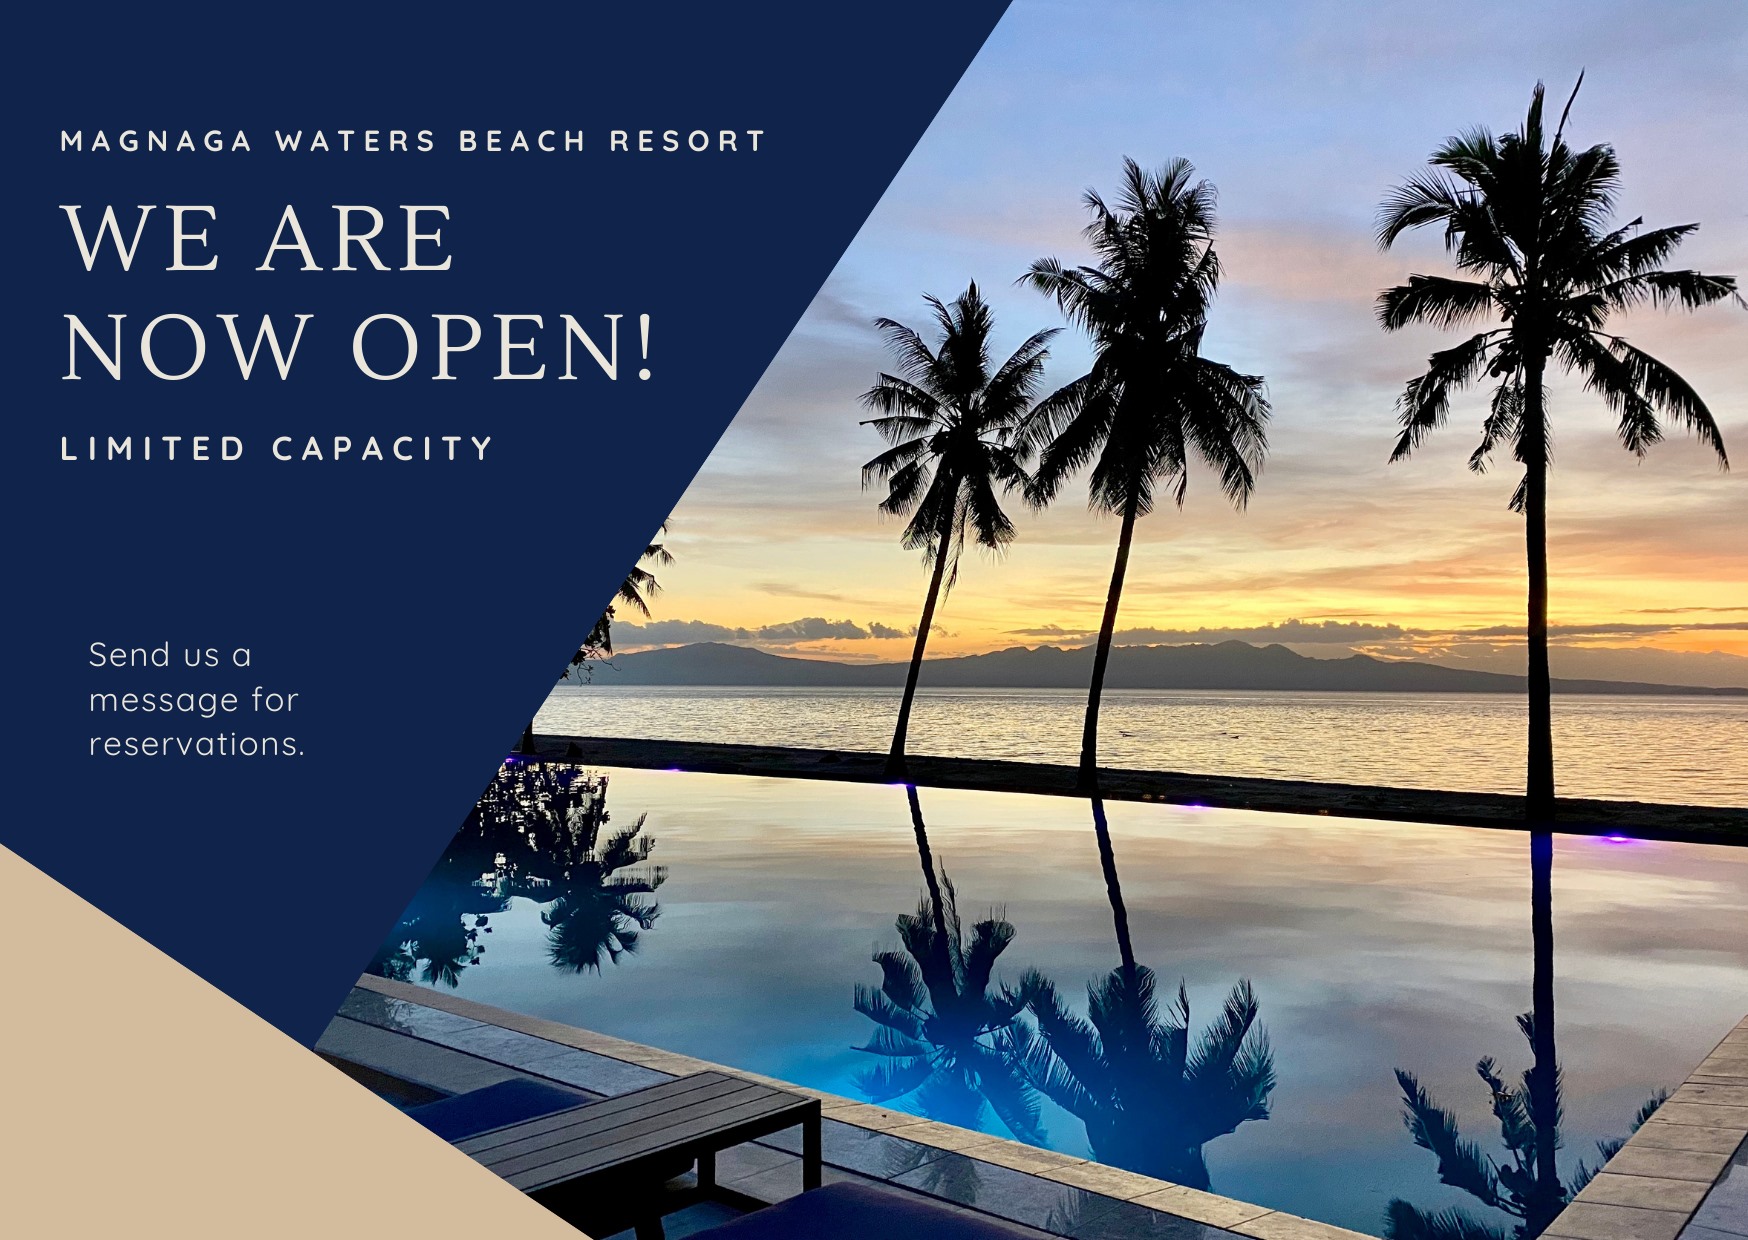 MAGNAGA WATERS BEACH RESORT
WE ARE
NOW OPEN!
LIMITED CAPACITY
Send us a
message for
reservations.